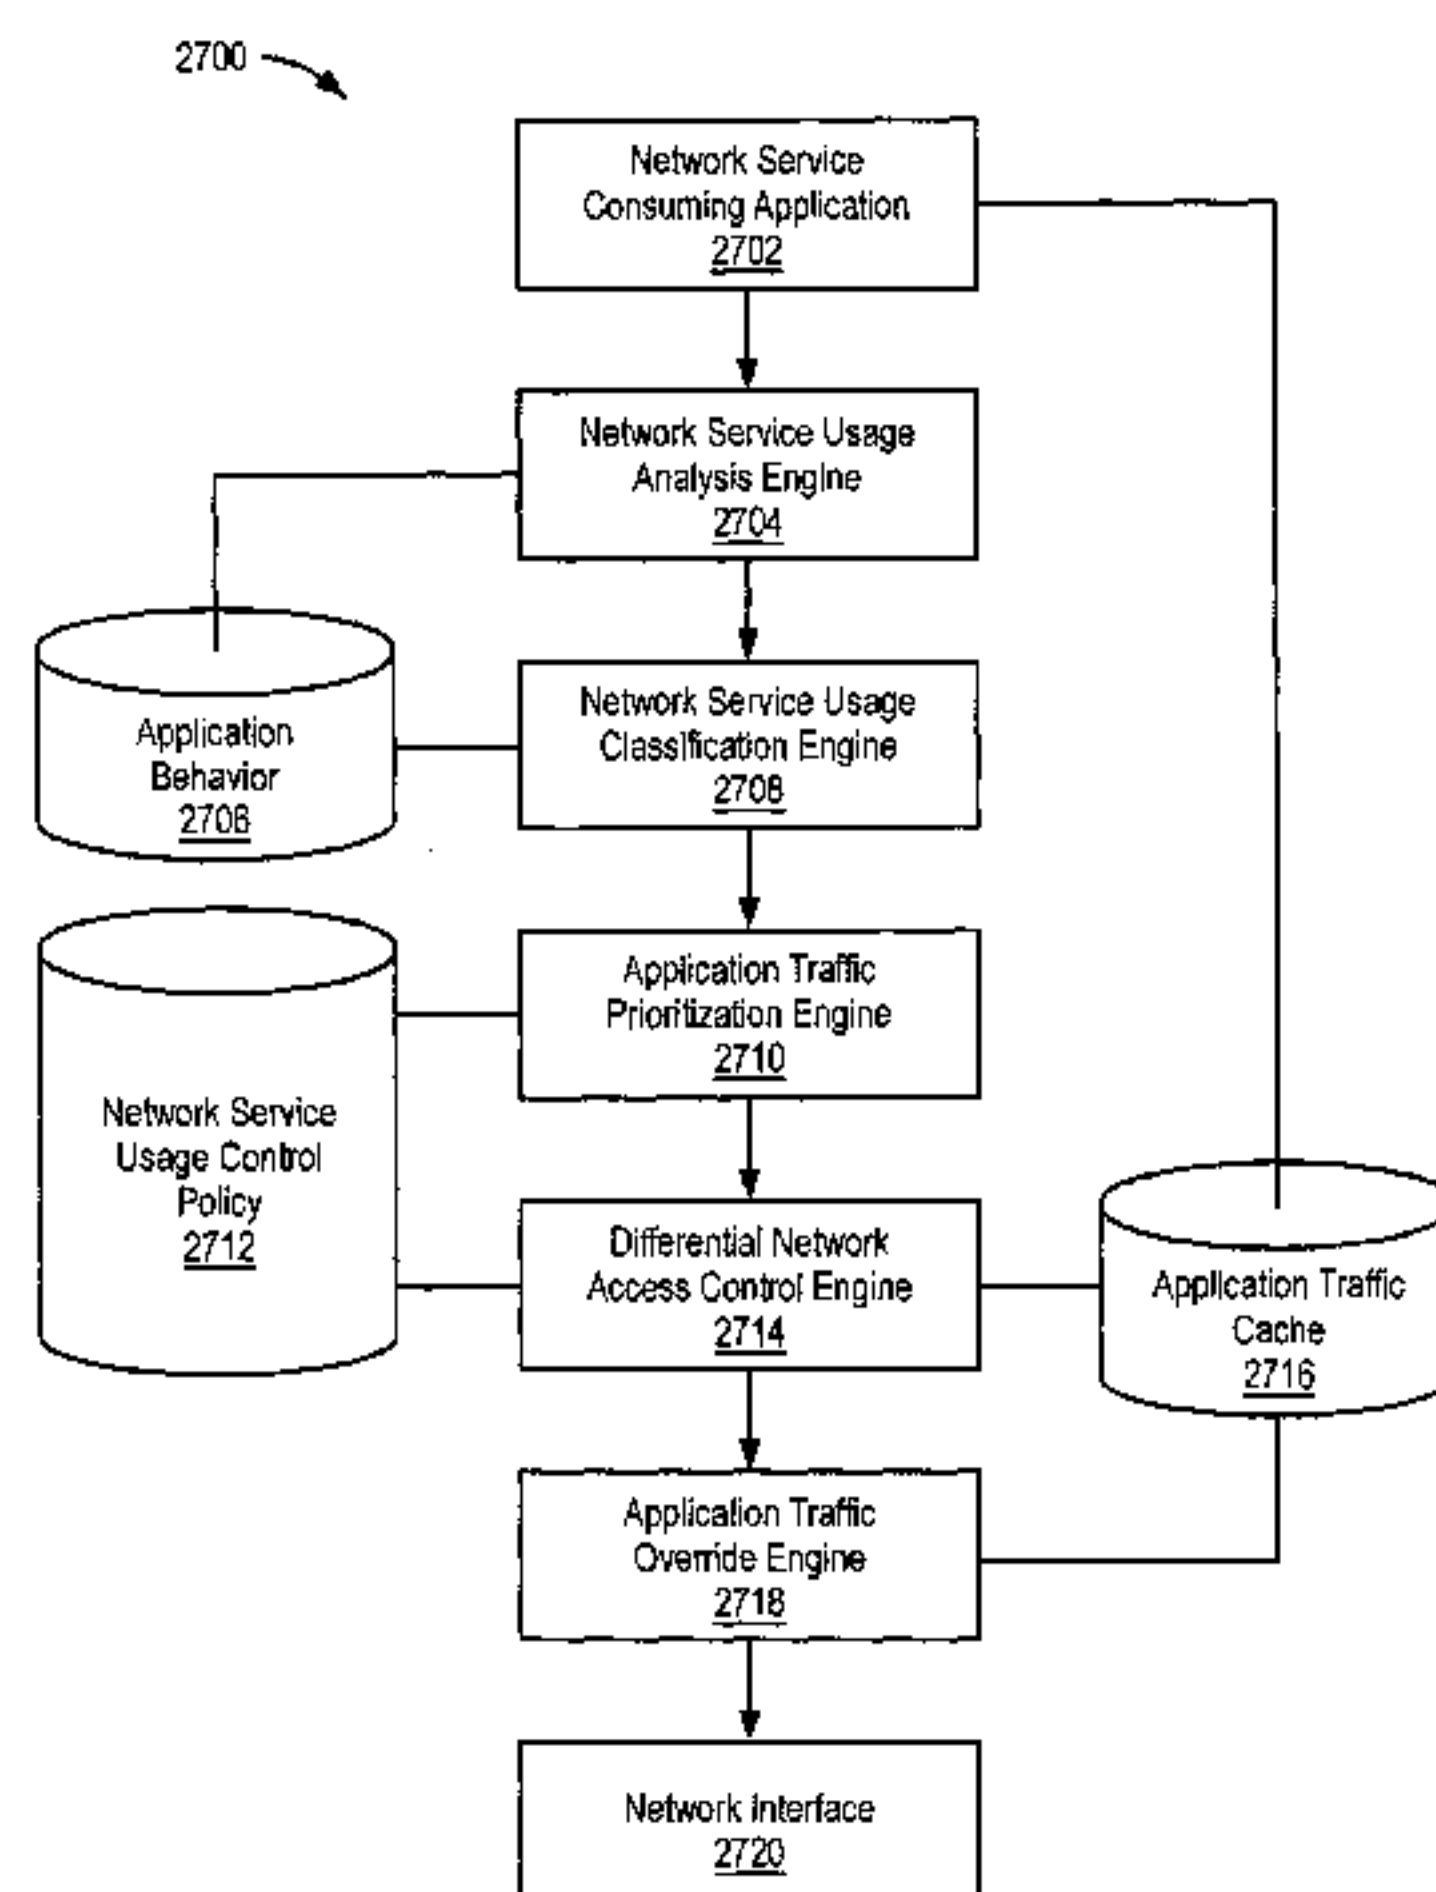 2700
Network Service
Consuming Application
2702
Network Service Usage
Analysis Engine
2704
Application
Behavior
2706
Network Service Usage
Classification Engine
2708
Application Traffic
Prioritization Engine
2710
Network Service
Usage Control
Policy
2712
Differential Network
Access Control Engine
2714
Application Traffic
Cache
2716
Application Traffic
Override Engine
2718
Network Interface
2720